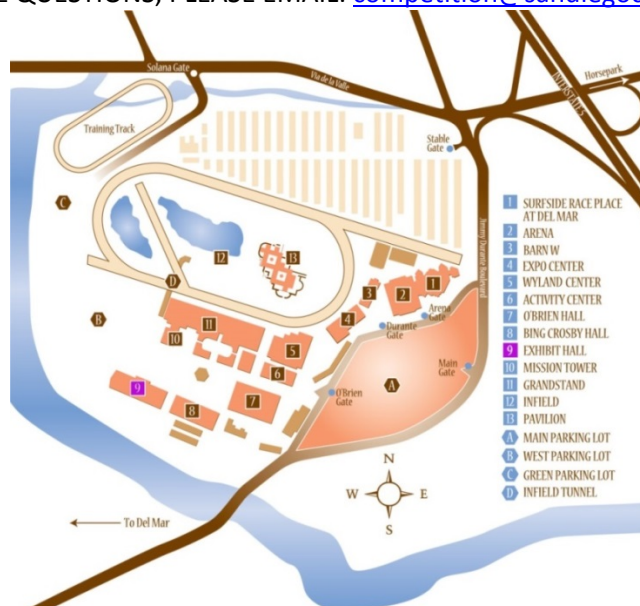 E QUESTIONS, PLEASE EMAIL: competition@sandiegoc
Solana Gate
Via de la Valle
Horsepark
INTERSTATE 5
Training Track
Stable
Gate
Jimmy Durante Boulevard
C
12
13
D
B
11
10
3
2
1
4
Arena
Gate
Durante
Gate
5
6
Main
Gate
A
O'Brien
Gate
9
8
7
N
W E
S
To Del Mar
1 SURFSIDE RACE PLACE
AT DEL MAR
2 ARENA
3 BARN W
4 EXPO CENTER
5 WYLAND CENTER
6 ACTIVITY CENTER
7 O'BRIEN HALL
8 BING CROSBY HALL
9 EXHIBIT HALL
10 MISSION TOWER
11 GRANDSTAND
12 INFIELD
13 PAVILION
A MAIN PARKING LOT
B WEST PARKING LOT
C GREEN PARKING LOT
D INFIELD TUNNEL